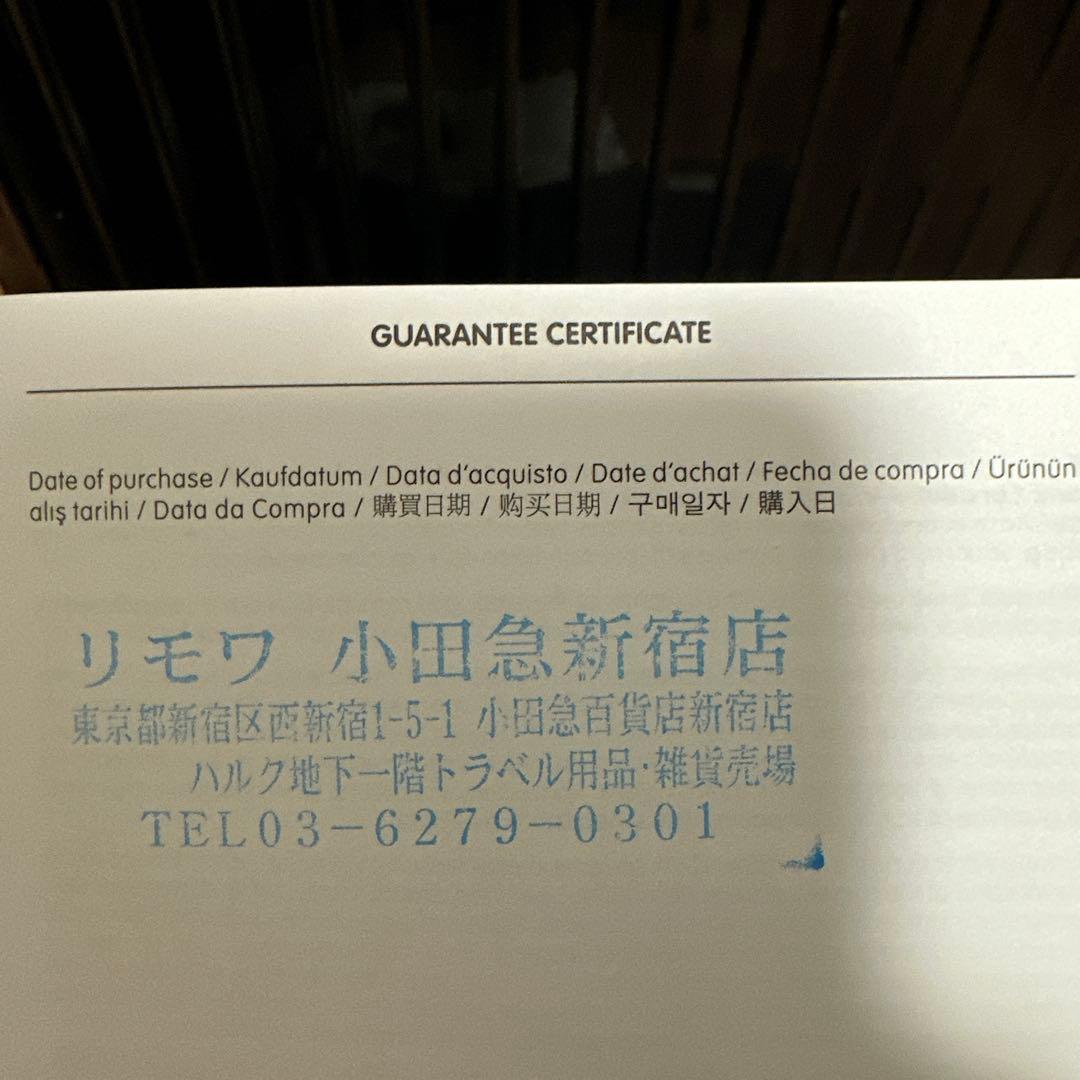 GUARANTEE CERTIFICATE
Date of purchase / Kaufdatum / Data d'acquisto / Date d'achat / Fecha de compra / Ürünün
alış tarihi / Data da Compra / 購買日期 / 购买日期 / 구매일자 / 購入日
リモワ 小田急新宿店
東京都新宿区西新宿1-5-1 小田急百貨店新宿店
ハルク地下一階トラベル用品･雑貨売場
TEL03-6279-0301